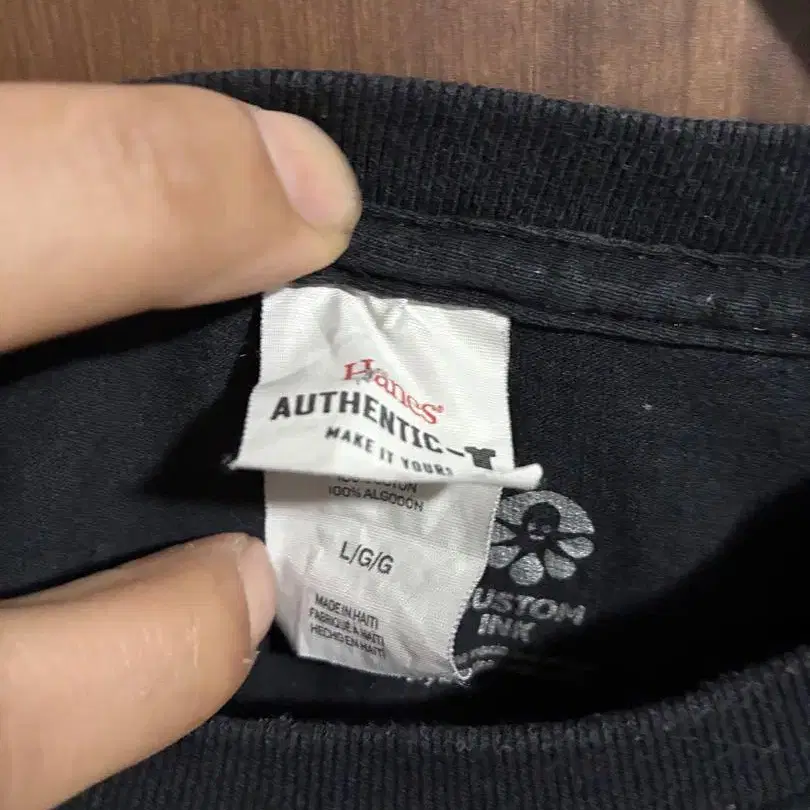 Hanes
AUTHENTIC-T
MAKE IT YOURS
100% ALGODON
L/G/G
MADE IN HAITI
FABRIQUÉ À HAITI
HECHO EN HAITI
CUSTOM
INK